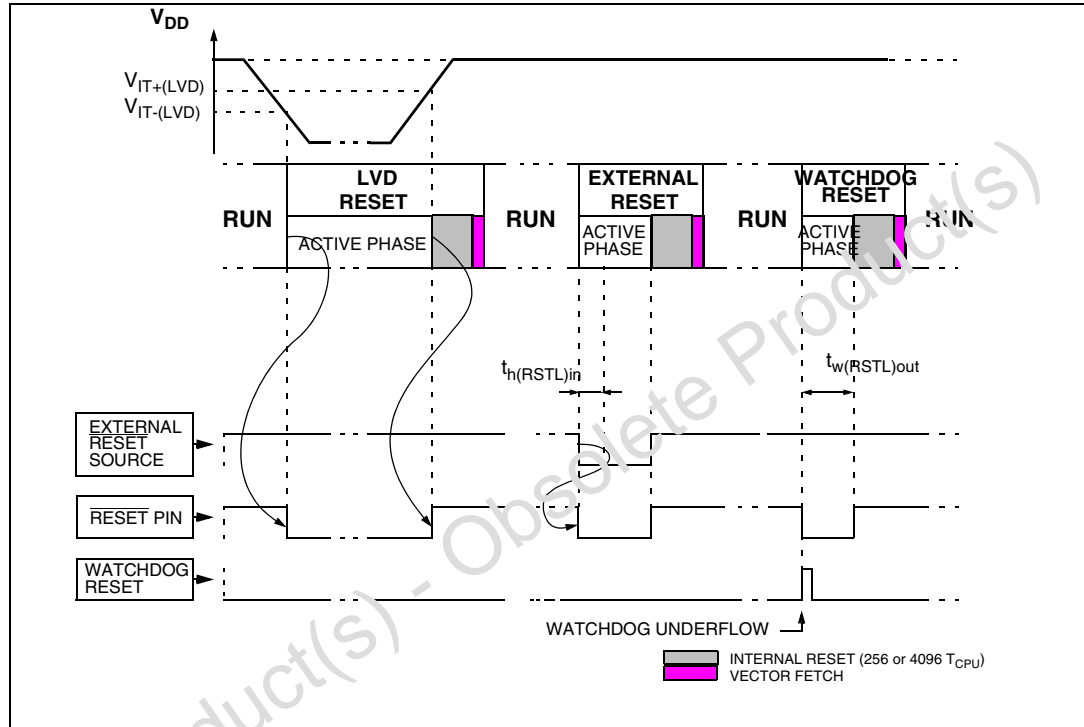 VDD
VIT+(LVD)
VIT-(LVD)
LVD
RESET
EXTERNAL
RESET
WATCHDOG
RESET
RUN
RUN
RUN
RUN
ACTIVE PHASE
ACTIVE
PHASE
ACTIVE
PHASE
th(RSTL)in
tw(RSTL)out
EXTERNAL
RESET
SOURCE
RESET PIN
WATCHDOG
RESET
WATCHDOG UNDERFLOW
INTERNAL RESET (256 or 4096 TCPU)
VECTOR FETCH
oduct(s) - Obsolete Product(s)